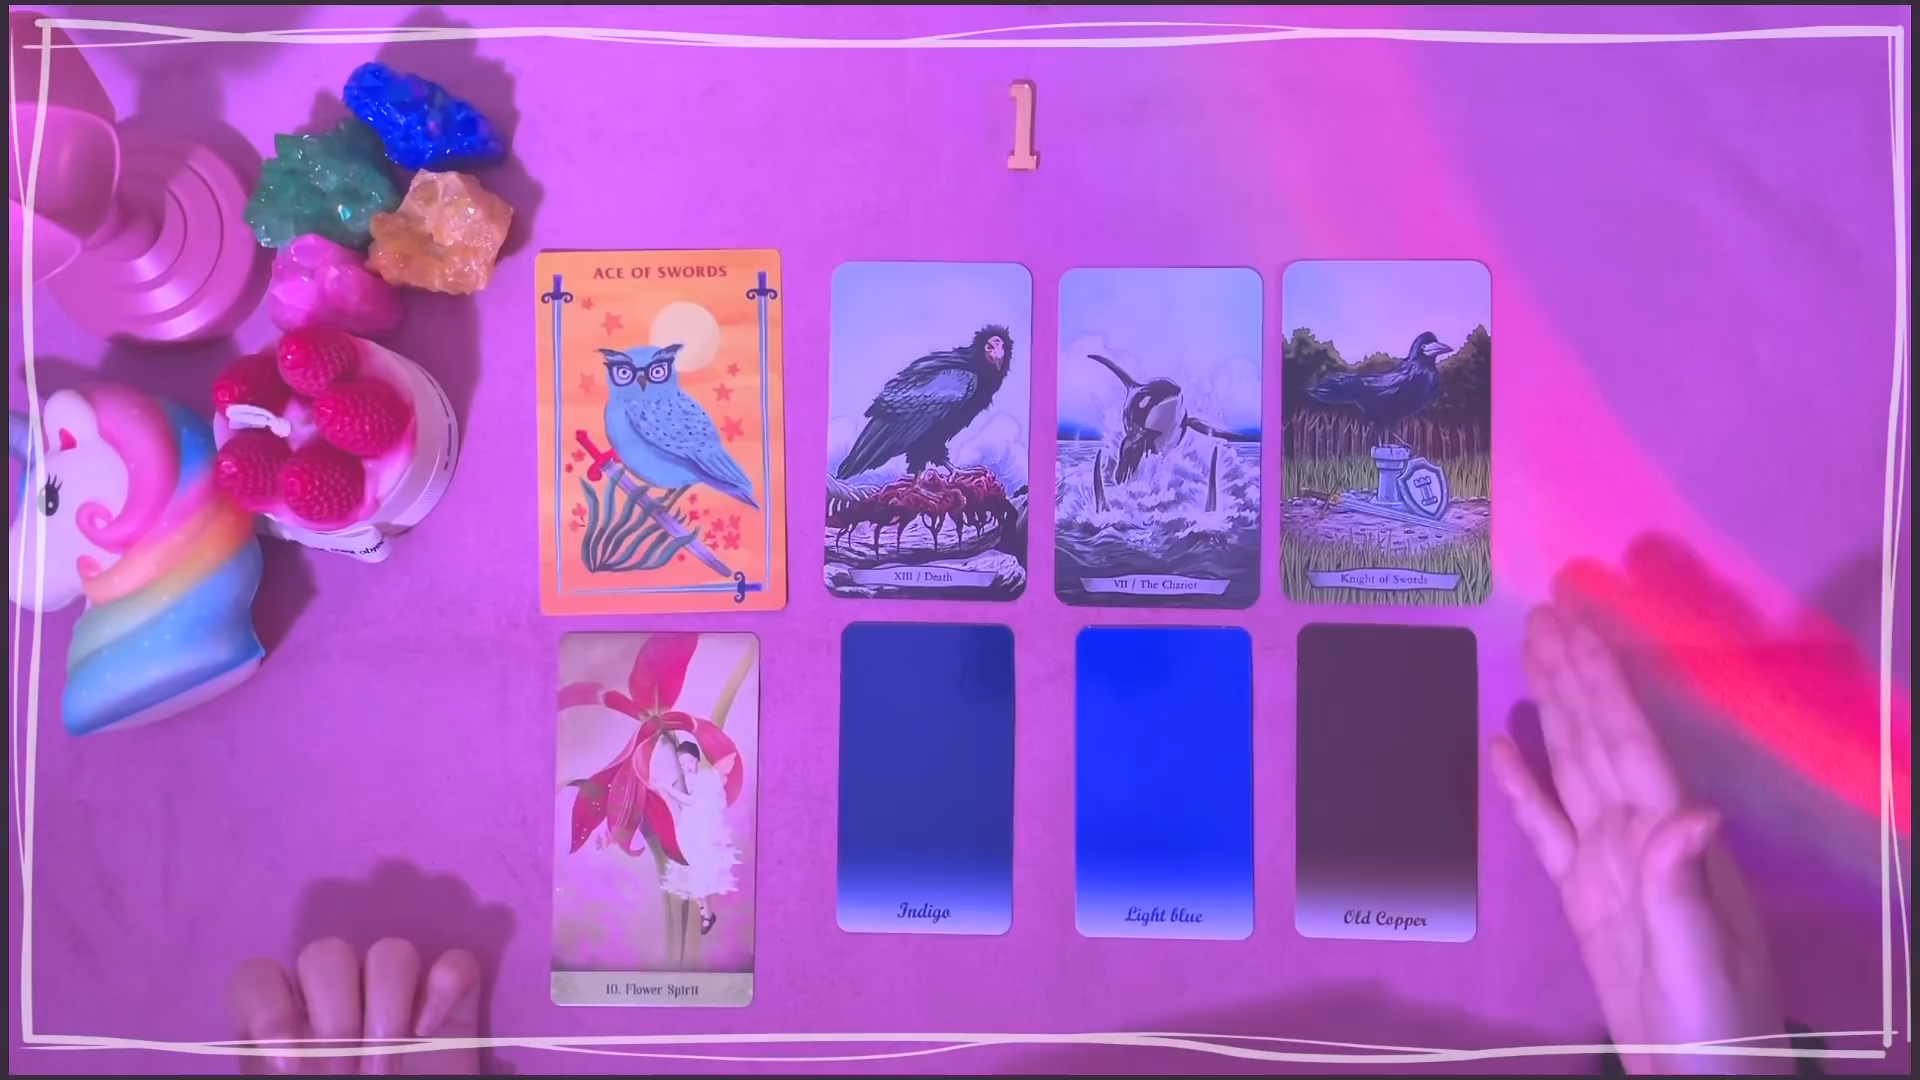 1
ACE OF SWORDS
XIII / Death
VII / The Chariot
Knight of Swords
Indigo
Light blue
Old Copper
10. Flower Spirit